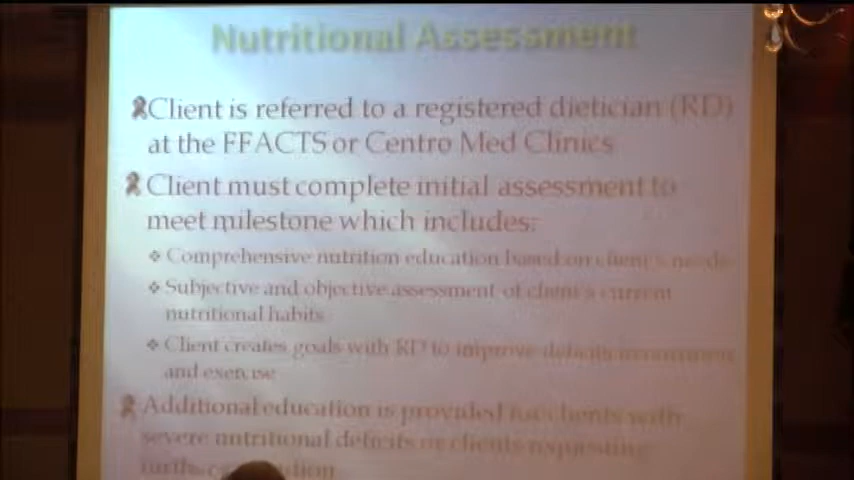 Nutritional Assessment
Client is referred to a registered dietician (RD)
at the FFACTS or Centro Med Clinics
Client must complete initial assessment to
meet milestone which includes:
Comprehensive nutrition education based on client's needs
Subjective and objective assessment of client's current
nutritional habits
Client creates goals with RD to improve deficits
and exercise
Additional education is provided for clients with
severe nutritional deficits or clients requesting